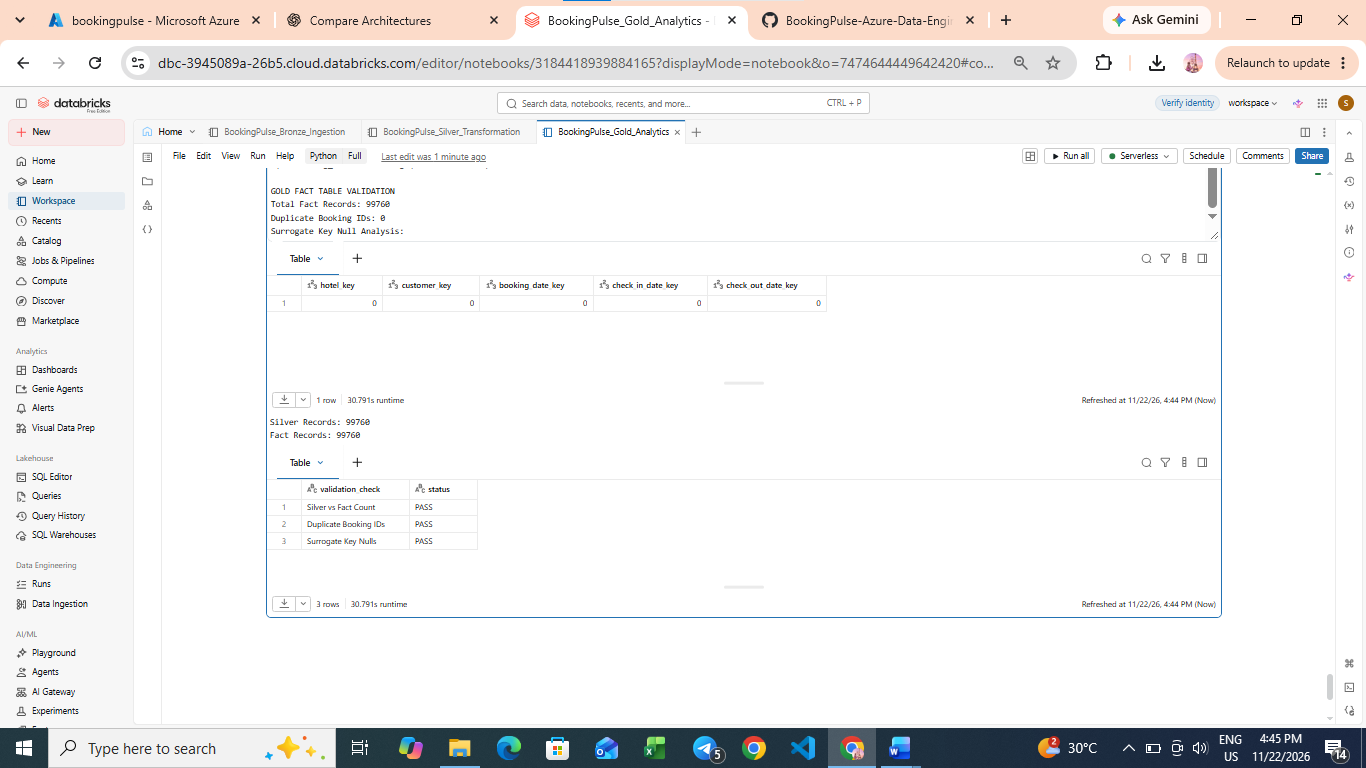 bookingpulse - Microsoft Azure
Compare Architectures
BookingPulse_Gold_Analytics -
BookingPulse-Azure-Data-Engi
Ask Gemini
dbc-3945089a-26b5.cloud.databricks.com/editor/notebooks/3184418939884165?displayMode=notebook&o=7474644449642420#co...
Relaunch to update
databricks
Free Edition
Search data, notebooks, recents, and more...
CTRL + P
Verify identity
workspace
S
New
Home
BookingPulse_Bronze_Ingestion
BookingPulse_Silver_Transformation
BookingPulse_Gold_Analytics
File Edit View Run Help Python Full Last edit was 1 minute ago
Run all
Serverless
Schedule
Comments
Share
Home
Learn
Workspace
Recents
Catalog
Jobs & Pipelines
Compute
Discover
Marketplace
Analytics
Dashboards
Genie Agents
Alerts
Visual Data Prep
Lakehouse
SQL Editor
Queries
Query History
SQL Warehouses
Data Engineering
Runs
Data Ingestion
AI/ML
Playground
Agents
AI Gateway
Experiments
GOLD FACT TABLE VALIDATION
Total Fact Records: 99760
Duplicate Booking IDs: 0
Surrogate Key Null Analysis:
Table
hotel_key customer_key booking_date_key check_in_date_key check_out_date_key
1 0 0 0 0 0
1 row 30.791s runtime
Refreshed at 11/22/26, 4:44 PM (Now)
Silver Records: 99760
Fact Records: 99760
Table
validation_check status
1 Silver vs Fact Count PASS
2 Duplicate Booking IDs PASS
3 Surrogate Key Nulls PASS
3 rows 30.791s runtime
Refreshed at 11/22/26, 4:44 PM (Now)
Type here to search
5
2
30°C
ENG
US
4:45 PM
11/22/2026
14